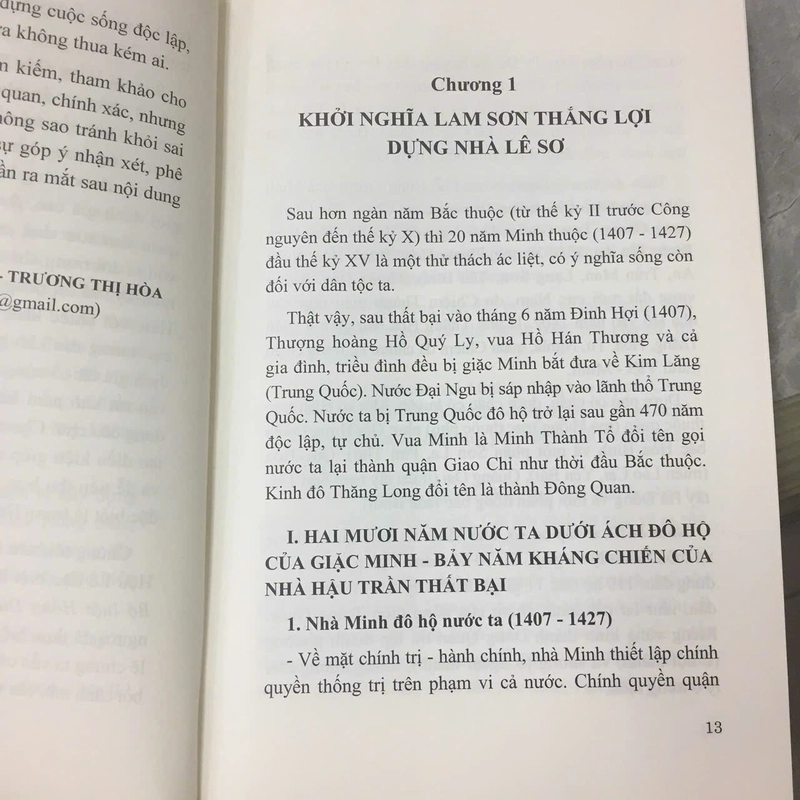 dựng cuộc sống độc lập,
ra không thua kém ai.
kiếm, tham khảo cho
quan, chính xác, nhưng
không sao tránh khỏi sai
sự góp ý nhận xét, phê
lần ra mắt sau nội dung
- TRƯƠNG THỊ HÒA
@gmail.com)
Chương 1
KHỞI NGHĨA LAM SƠN THẮNG LỢI
DỰNG NHÀ LÊ SƠ
Sau hơn ngàn năm Bắc thuộc (từ thế kỷ II trước Công
nguyên đến thế kỷ X) thì 20 năm Minh thuộc (1407 - 1427)
đầu thế kỷ XV là một thử thách ác liệt, có ý nghĩa sống còn
đối với dân tộc ta.
Thật vậy, sau thất bại vào tháng 6 năm Đinh Hợi (1407),
Thượng hoàng Hồ Quý Ly, vua Hồ Hán Thương và cả
gia đình, triều đình đều bị giặc Minh bắt đưa về Kim Lăng
(Trung Quốc). Nước Đại Ngu bị sáp nhập vào lãnh thổ Trung
Quốc. Nước ta bị Trung Quốc đô hộ trở lại sau gần 470 năm
độc lập, tự chủ. Vua Minh là Minh Thành Tổ đổi tên gọi
nước ta lại thành quận Giao Chỉ như thời đầu Bắc thuộc.
Kinh đô Thăng Long đổi tên là thành Đông Quan.
I. HAI MƯƠI NĂM NƯỚC TA DƯỚI ÁCH ĐÔ HỘ
CỦA GIẶC MINH - BẢY NĂM KHÁNG CHIẾN CỦA
NHÀ HẬU TRẦN THẤT BẠI
1. Nhà Minh đô hộ nước ta (1407 - 1427)
- Về mặt chính trị - hành chính, nhà Minh thiết lập chính
quyền thống trị trên phạm vi cả nước. Chính quyền quận
13